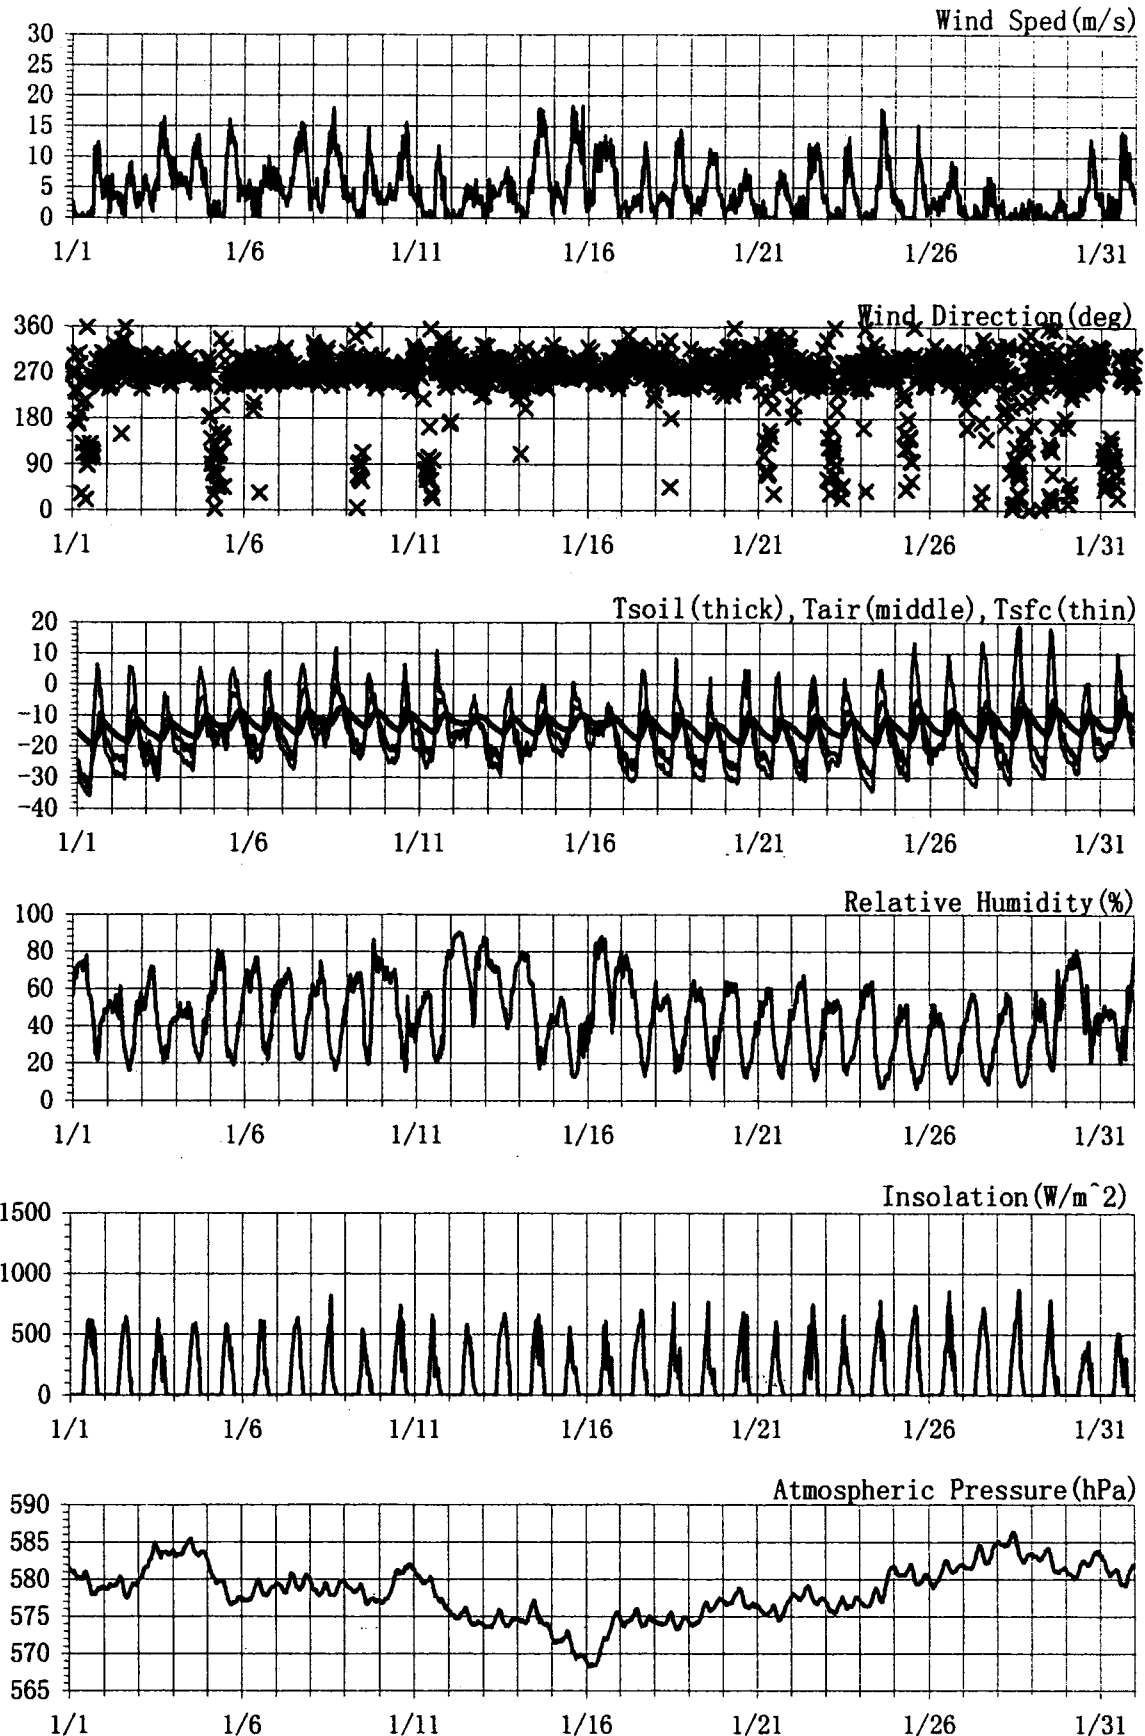 Wind Sped(m/s)
30
25
20
15
10
5
0
1/1 1/6 1/11 1/16 1/21 1/26 1/31
Wind Direction(deg)
360
270
180
90
0
1/1 1/6 1/11 1/16 1/21 1/26 1/31
Tsoil(thick), Tair(middle), Tsfc(thin)
20
10
0
-10
-20
-30
-40
1/1 1/6 1/11 1/16 1/21 1/26 1/31
Relative Humidity(%)
100
80
60
40
20
0
1/1 1/6 1/11 1/16 1/21 1/26 1/31
Insolation(W/m^2)
1500
1000
500
0
1/1 1/6 1/11 1/16 1/21 1/26 1/31
Atmospheric Pressure(hPa)
590
585
580
575
570
565
1/1 1/6 1/11 1/16 1/21 1/26 1/31